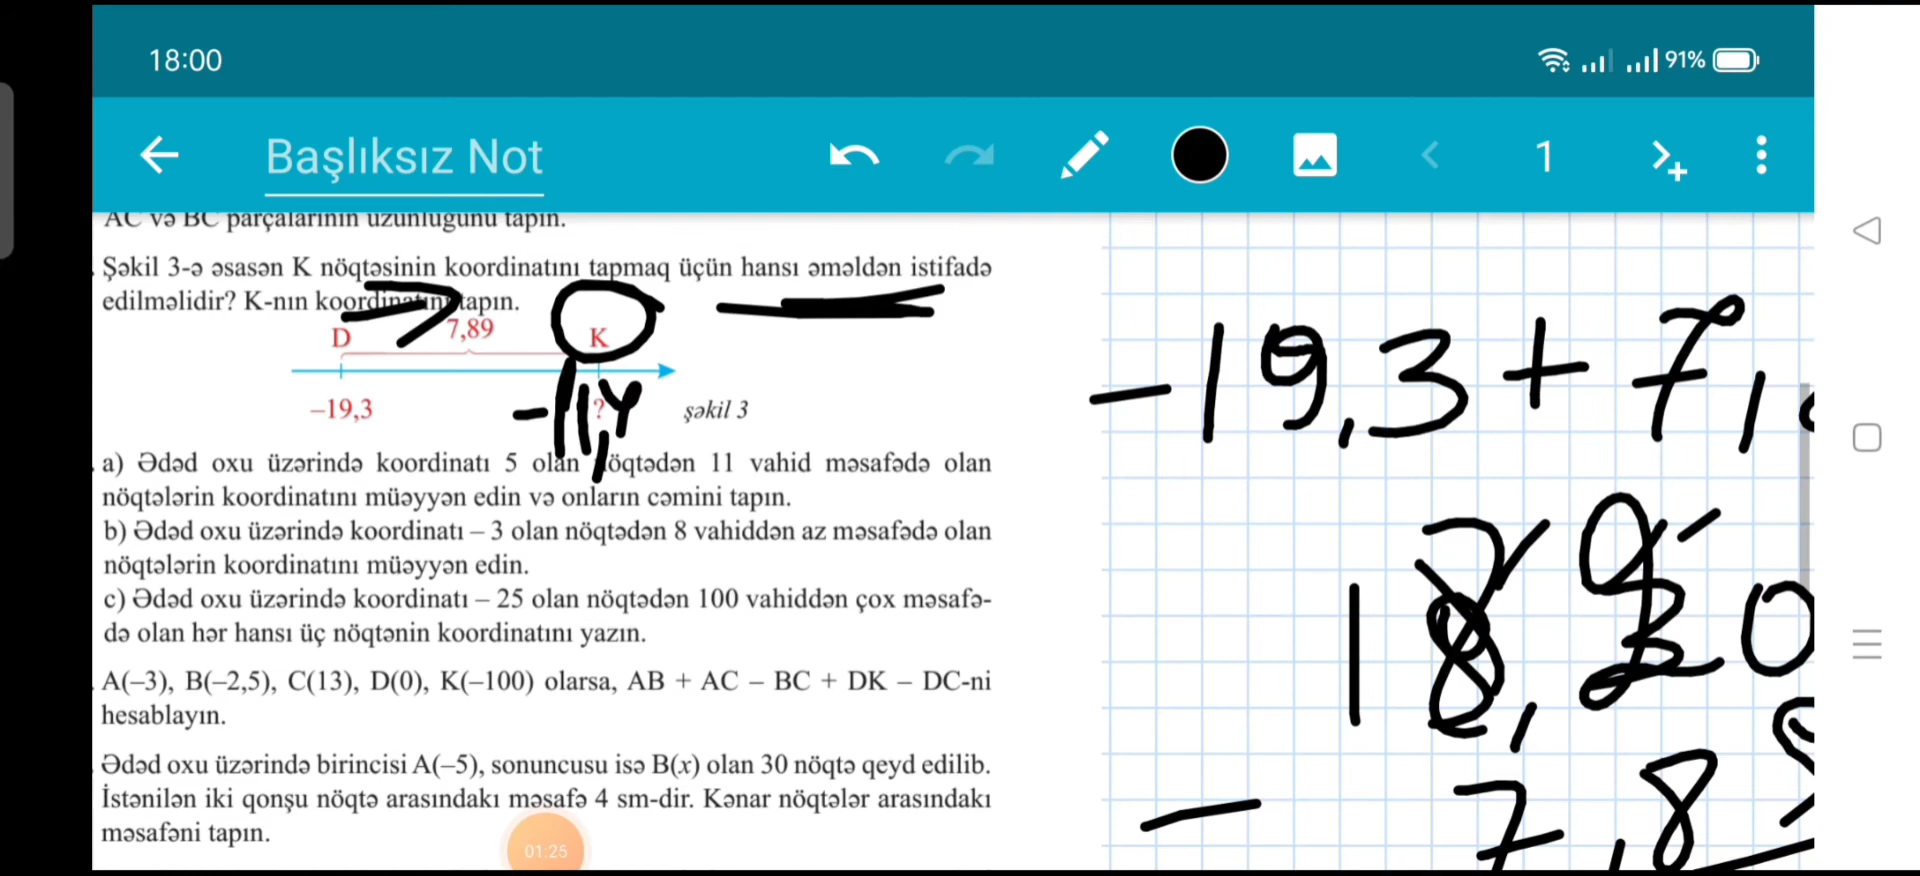 18:00
91%
Başlıksız Not
1
AC və BC parçalarının uzunluğunu tapın.
Şəkil 3-ə əsasən K nöqtəsinin koordinatını tapmaq üçün hansı əməldən istifadə
edilməlidir? K-nın koordinatını tapın.
D 7,89 K
–19,3 ? şəkil 3
-11,4
a) Ədəd oxu üzərində koordinatı 5 olan nöqtədən 11 vahid məsafədə olan
nöqtələrin koordinatını müəyyən edin və onların cəmini tapın.
b) Ədəd oxu üzərində koordinatı – 3 olan nöqtədən 8 vahiddən az məsafədə olan
nöqtələrin koordinatını müəyyən edin.
c) Ədəd oxu üzərində koordinatı – 25 olan nöqtədən 100 vahiddən çox məsafə-
də olan hər hansı üç nöqtənin koordinatını yazın.
A(–3), B(–2,5), C(13), D(0), K(–100) olarsa, AB + AC – BC + DK – DC-ni
hesablayın.
Ədəd oxu üzərində birincisi A(–5), sonuncusu isə B(x) olan 30 nöqtə qeyd edilib.
İstənilən iki qonşu nöqtə arasındakı məsafə 4 sm-dir. Kənar nöqtələr arasındakı
məsafəni tapın.
01:25
-19,3+7,
- 7,8